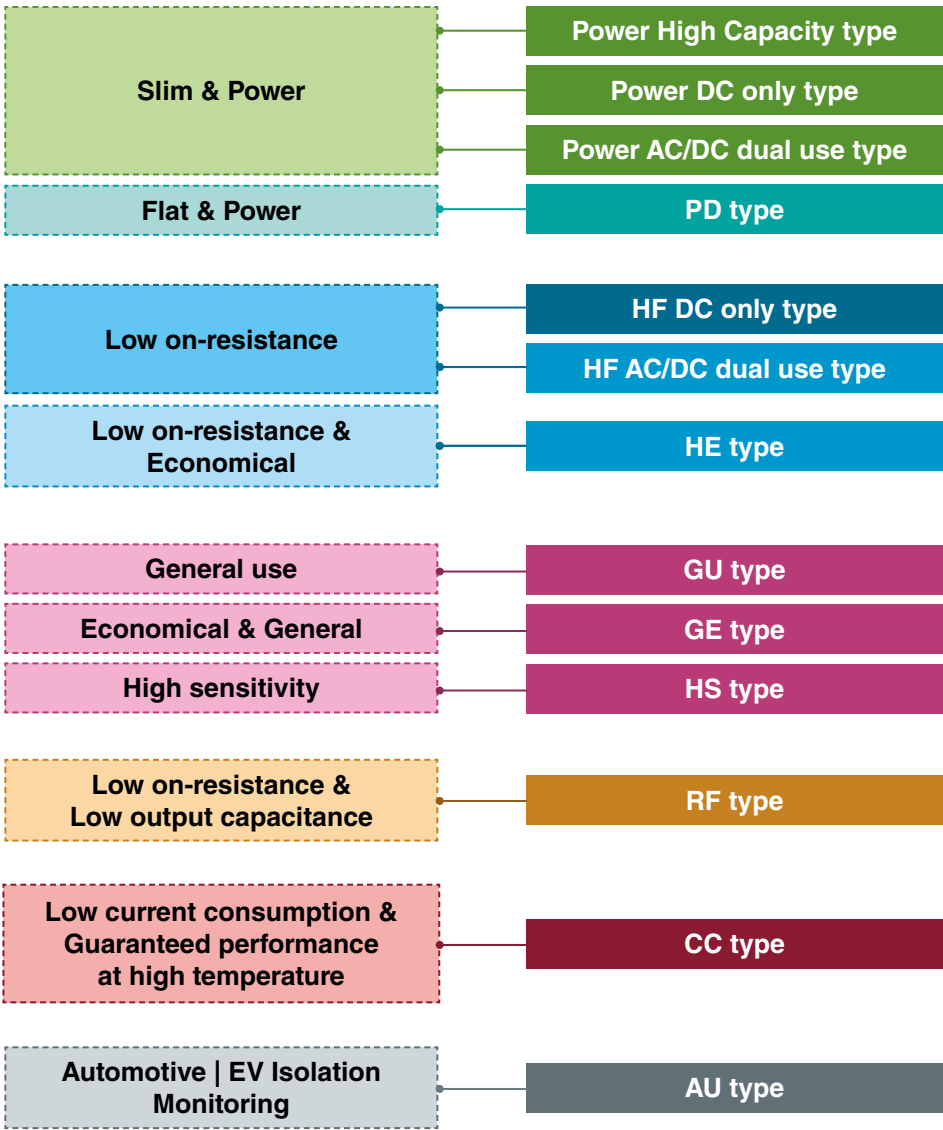 Slim & Power
Power High Capacity type
Power DC only type
Power AC/DC dual use type
Flat & Power
PD type
Low on-resistance
HF DC only type
HF AC/DC dual use type
Low on-resistance &
Economical
HE type
General use
GU type
Economical & General
GE type
High sensitivity
HS type
Low on-resistance &
Low output capacitance
RF type
Low current consumption &
Guaranteed performance
at high temperature
CC type
Automotive | EV Isolation
Monitoring
AU type